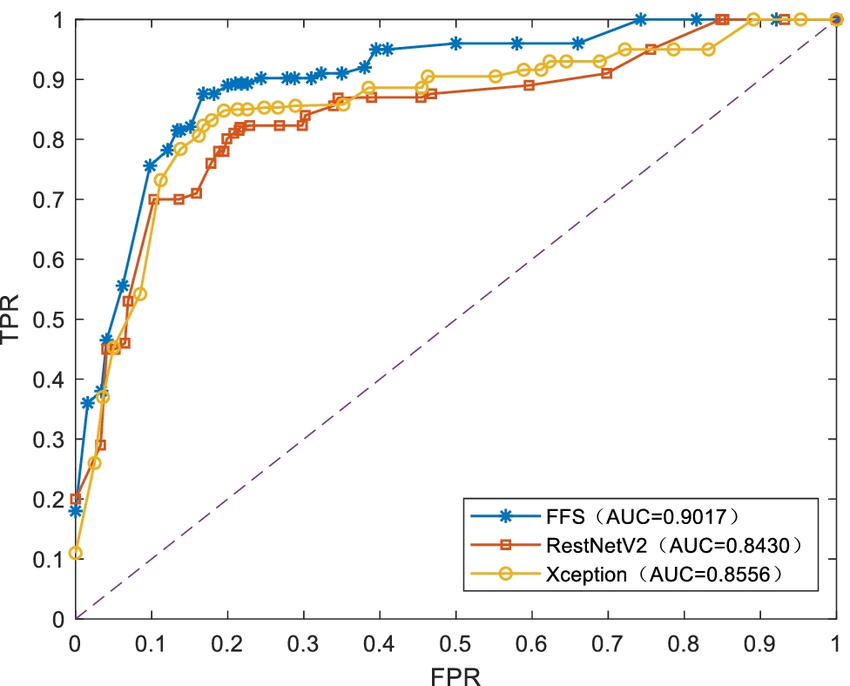 1
0.9
0.8
0.7
0.6
0.5
0.4
0.3
0.2
0.1
0
TPR
FFS（AUC=0.9017）
RestNetV2（AUC=0.8430）
Xception（AUC=0.8556）
0 0.1 0.2 0.3 0.4 0.5 0.6 0.7 0.8 0.9 1
FPR